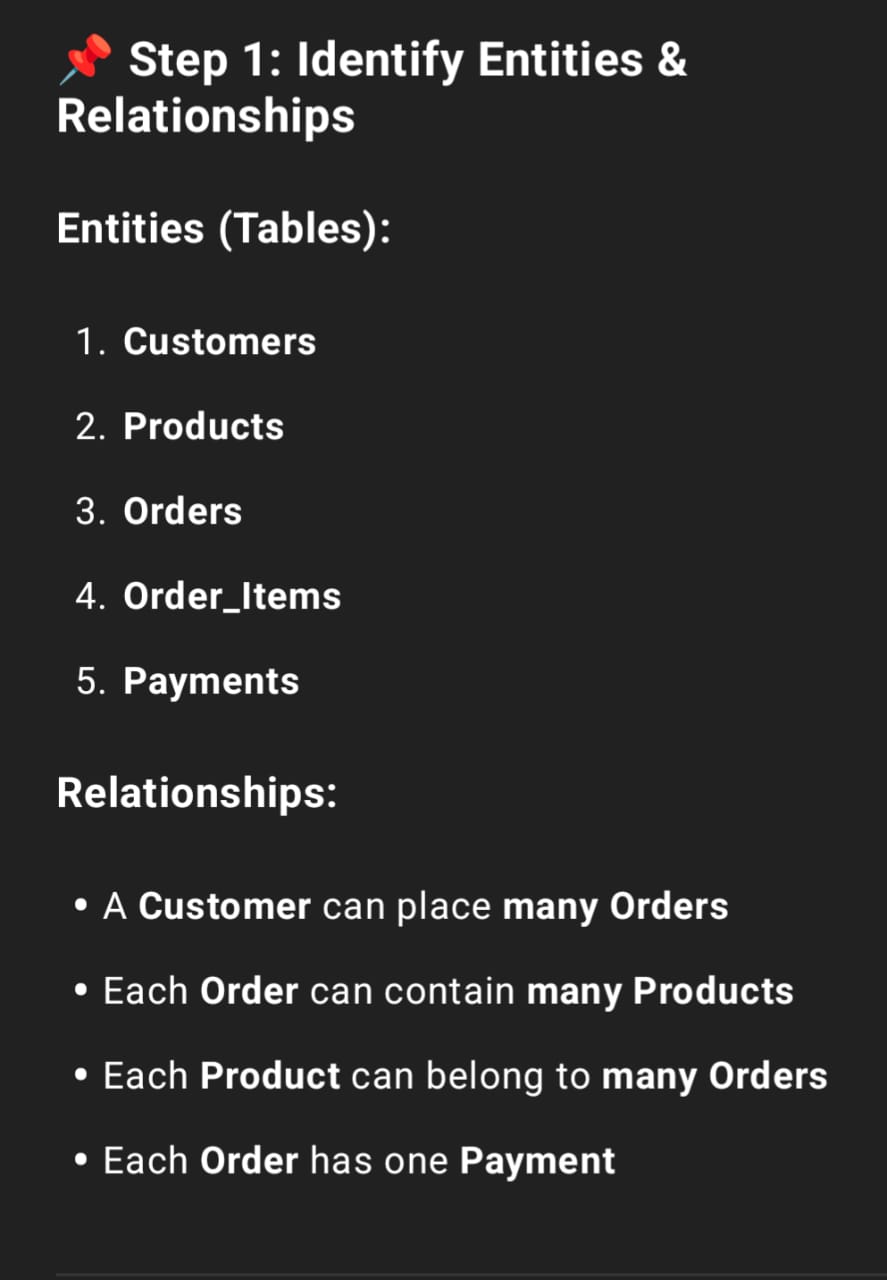 📌 Step 1: Identify Entities &
Relationships
Entities (Tables):
1. Customers
2. Products
3. Orders
4. Order_Items
5. Payments
Relationships:
• A Customer can place many Orders
• Each Order can contain many Products
• Each Product can belong to many Orders
• Each Order has one Payment